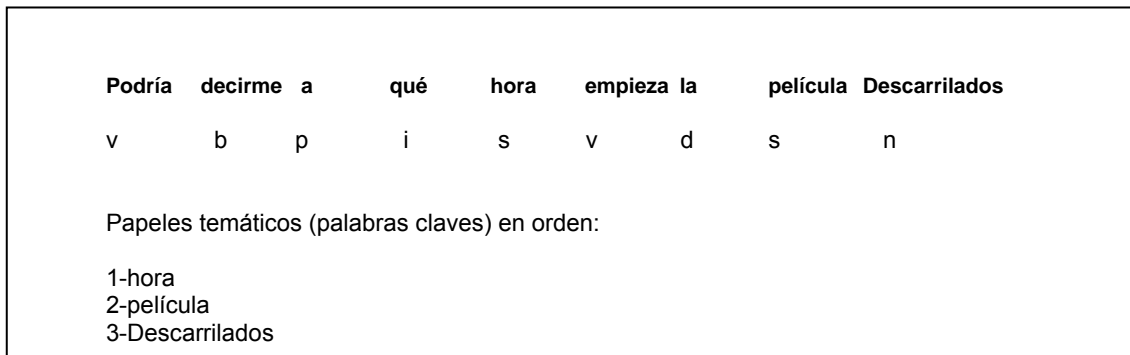 Podría decirme a qué hora empieza la película Descarrilados
v b p i s v d s n
Papeles temáticos (palabras claves) en orden:
1-hora
2-película
3-Descarrilados